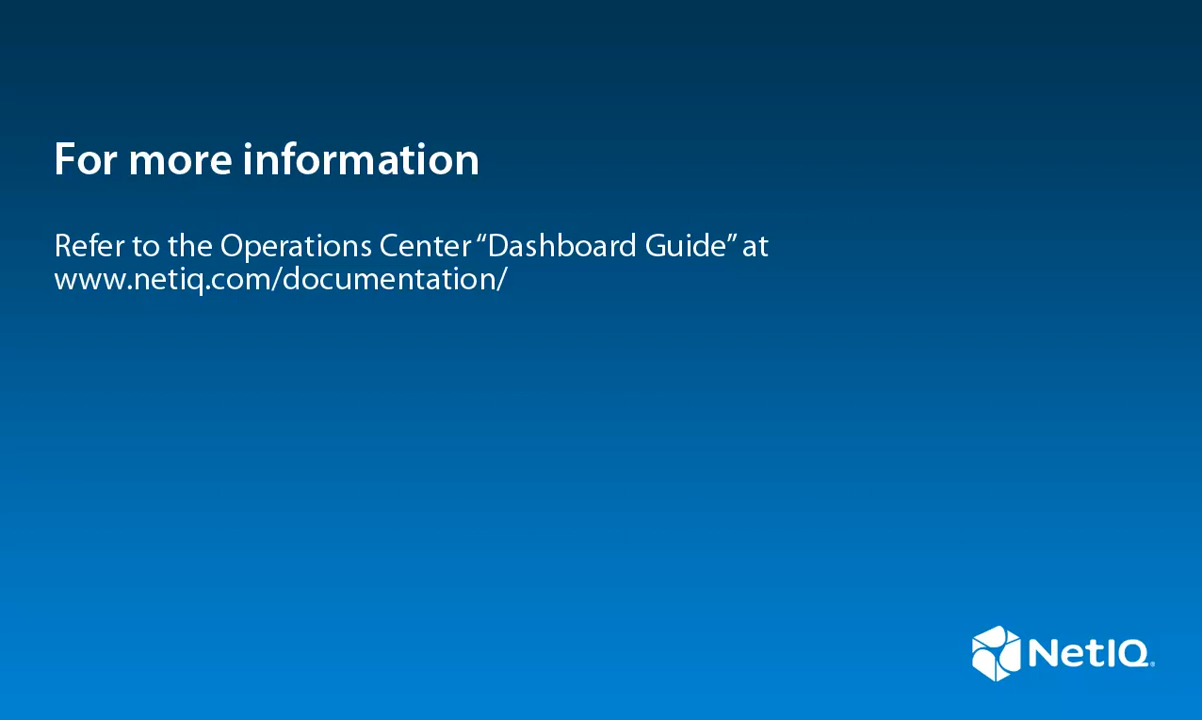 For more information
Refer to the Operations Center “Dashboard Guide” at
www.netiq.com/documentation/
NetIQ